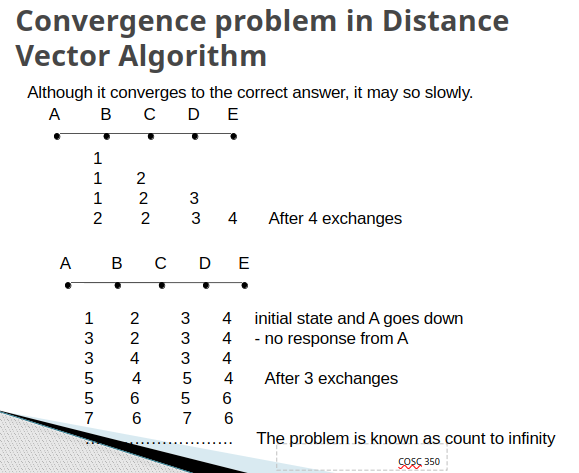 Convergence problem in Distance
Vector Algorithm
Although it converges to the correct answer, it may so slowly.
A B C D E
1
1 2
1 2 3
2 2 3 4 After 4 exchanges
A B C D E
1 2 3 4 initial state and A goes down
3 2 3 4 - no response from A
3 4 3 4
5 4 5 4 After 3 exchanges
5 6 5 6
7 6 7 6
............................
The problem is known as count to infinity
COSC 350